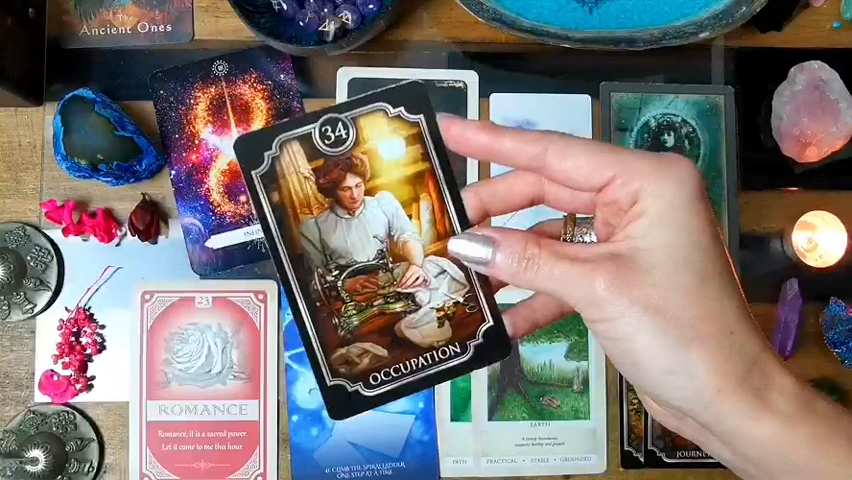 Ancient Ones
34
OCCUPATION
23
ROMANCE
Romance, it is a sacred power.
Let it come to me this hour.
41 CLIMB THE SPIRAL LADDER
ONE STEP AT A TIME
EARTH
PATH
PRACTICAL • STABLE • GROUNDED
JOURNEY